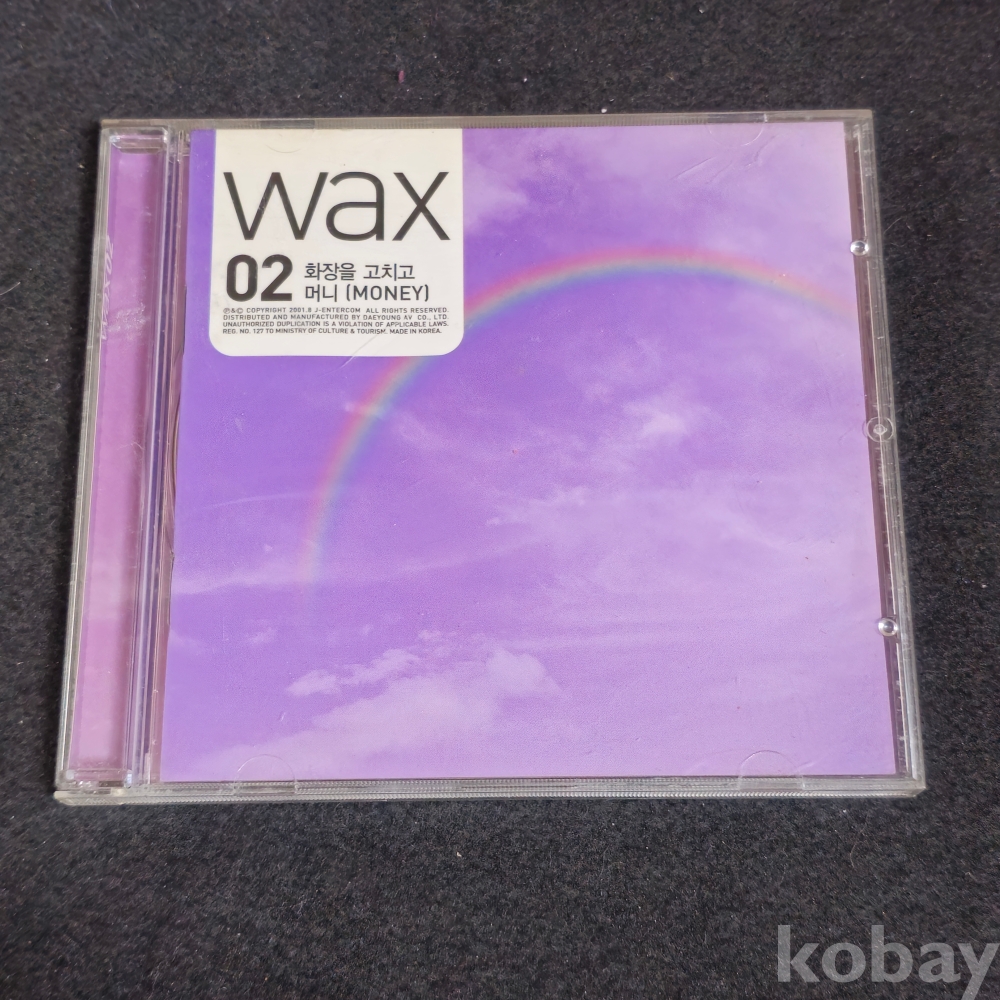 wax
02 화장을 고치고
머니 (MONEY)
℗&© COPYRIGHT 2001.8 J-ENTERCOM ALL RIGHTS RESERVED.
DISTRIBUTED AND MANUFACTURED BY DAEYOUNG AV CO., LTD.
UNAUTHORIZED DUPLICATION IS A VIOLATION OF APPLICABLE LAWS.
REG. NO. 127 TO MINISTRY OF CULTURE & TOURISM. MADE IN KOREA.
kobay